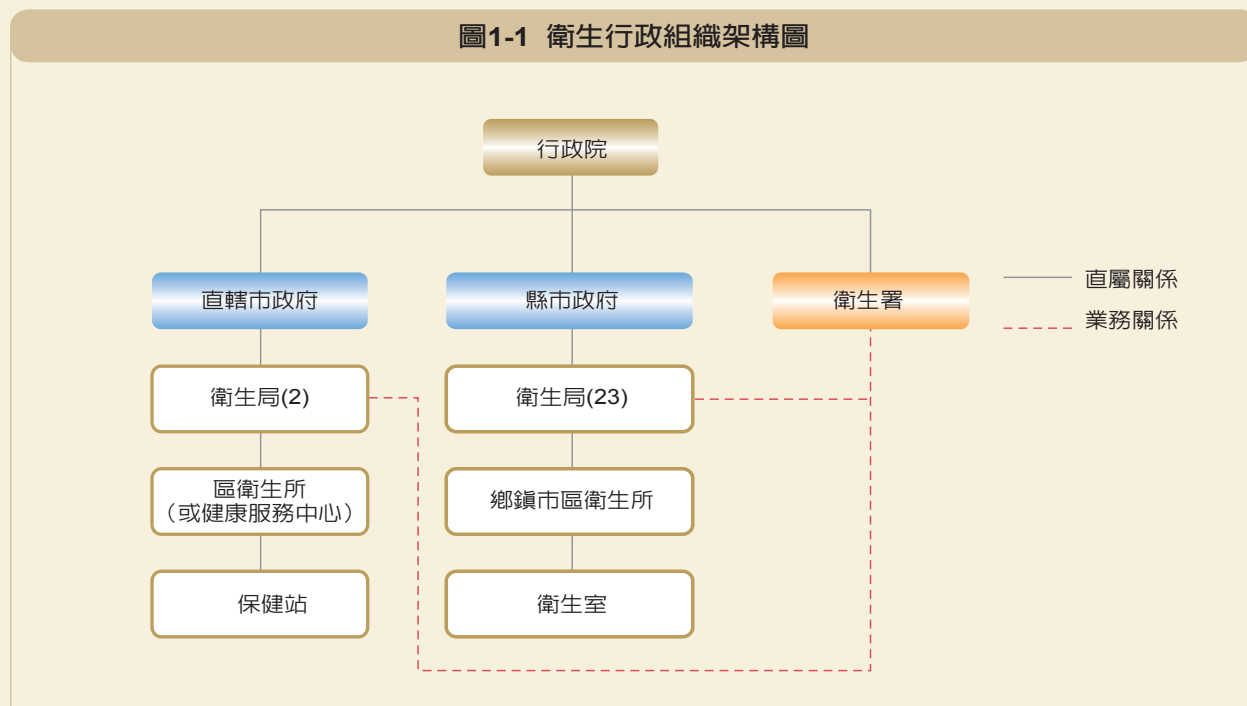 圖1-1 衛生行政組織架構圖
行政院
直轄市政府
縣市政府
衛生署
直屬關係
業務關係
衛生局(2)
衛生局(23)
區衛生所
（或健康服務中心）
鄉鎮市區衛生所
保健站
衛生室